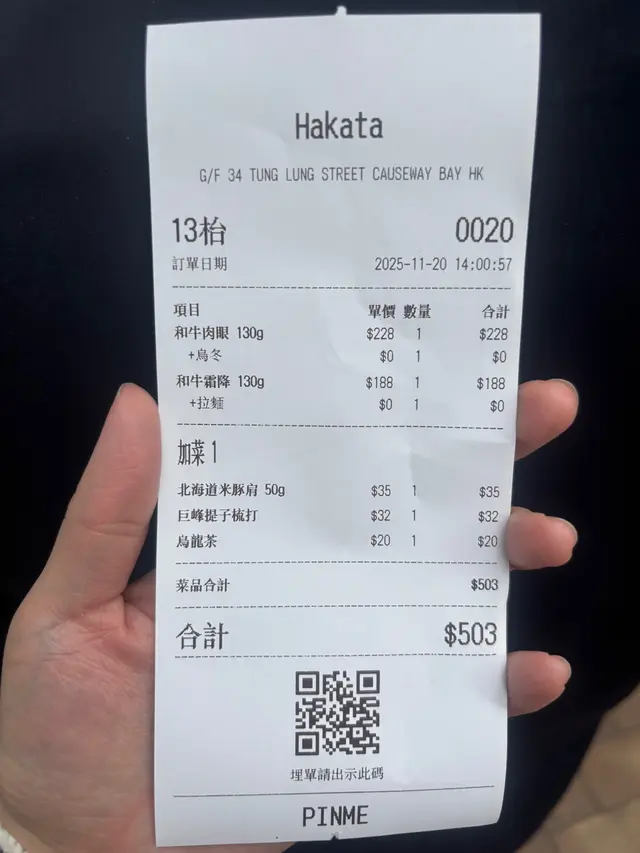 Hakata
G/F 34 TUNG LUNG STREET CAUSEWAY BAY HK
13枱 0020
訂單日期 2025-11-20 14:00:57
項目 單價 數量 合計
和牛肉眼 130g $228 1 $228
+烏冬 $0 1 $0
和牛霜降 130g $188 1 $188
+拉麵 $0 1 $0
加菜 1
北海道米豚肩 50g $35 1 $35
巨峰提子梳打 $32 1 $32
烏龍茶 $20 1 $20
菜品合計 $503
合計 $503
埋單請出示此碼
PINME